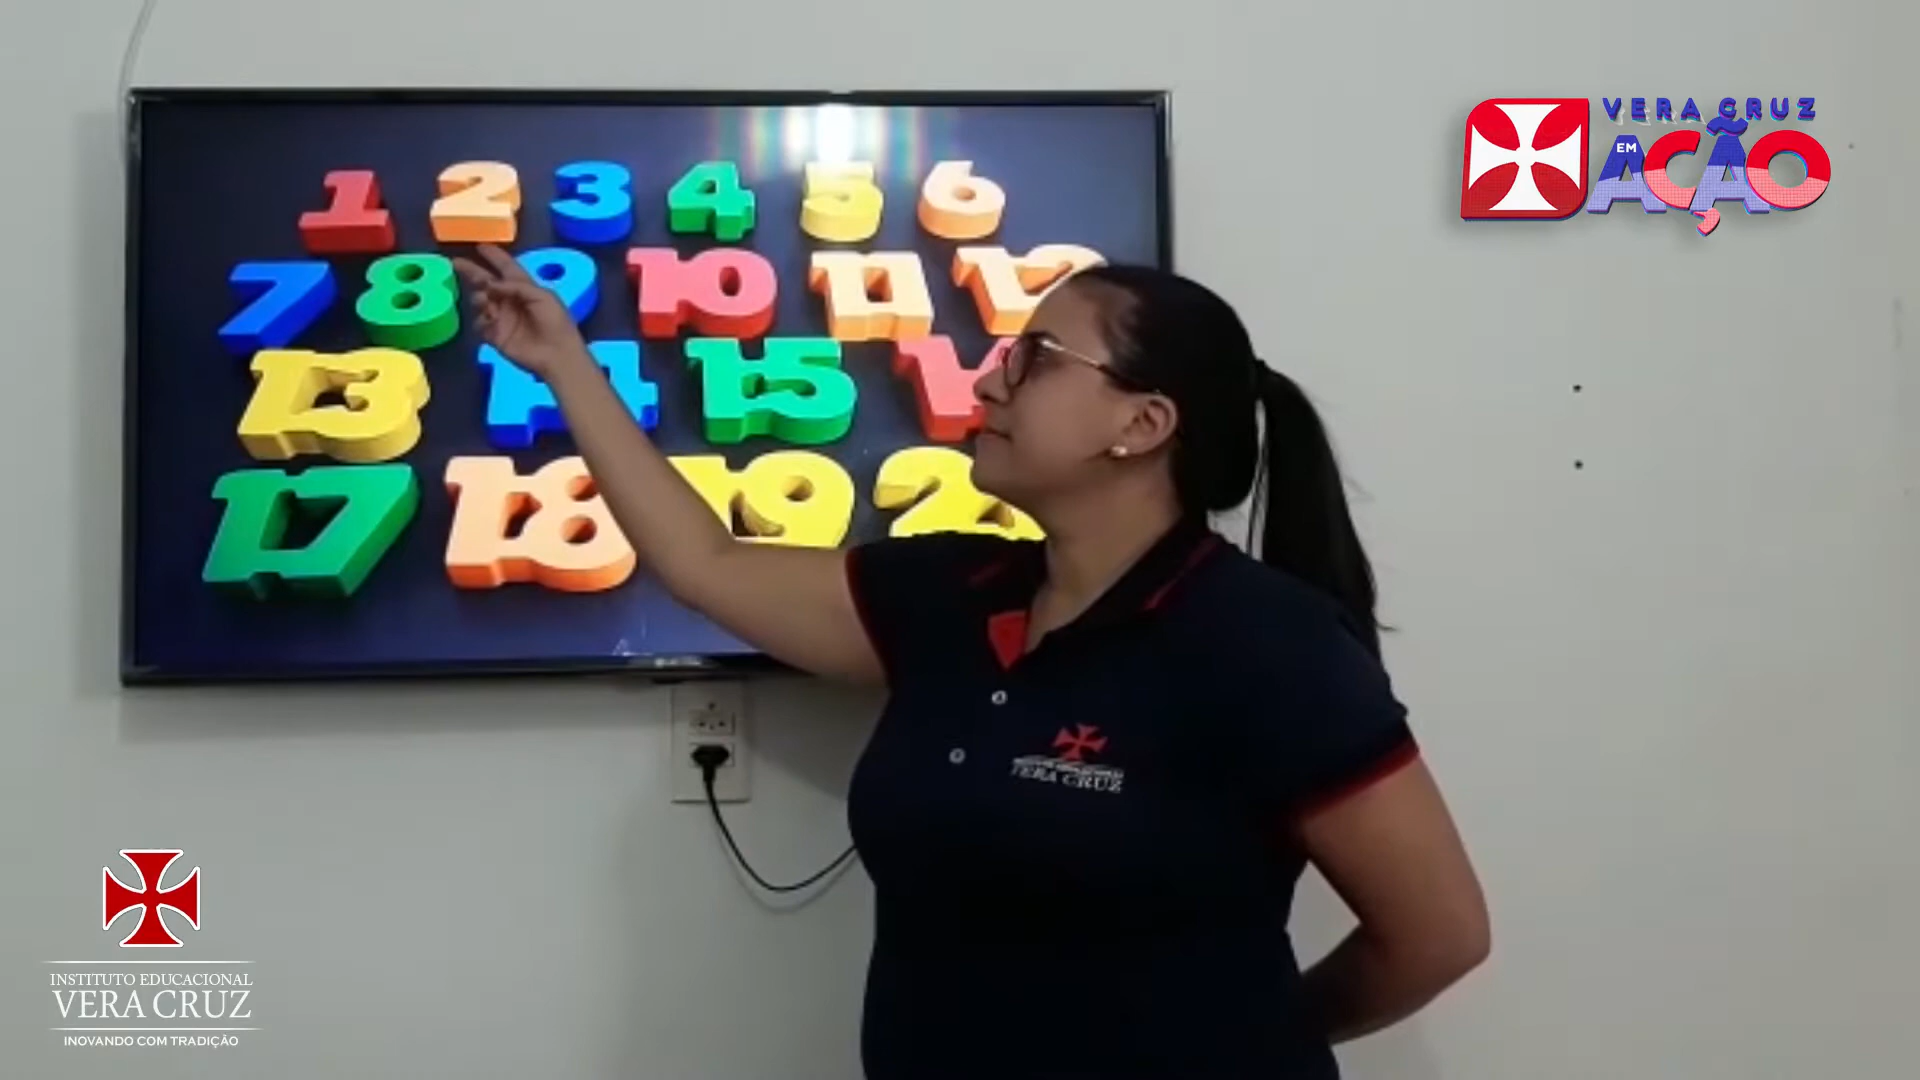 VERA CRUZ
EM
AÇÃO
1 2 3 4 5 6
7 8 9 10 11 12
13 14 15
17 18 19
VERA CRUZ
INSTITUTO EDUCACIONAL
VERA CRUZ
INOVANDO COM TRADIÇÃO